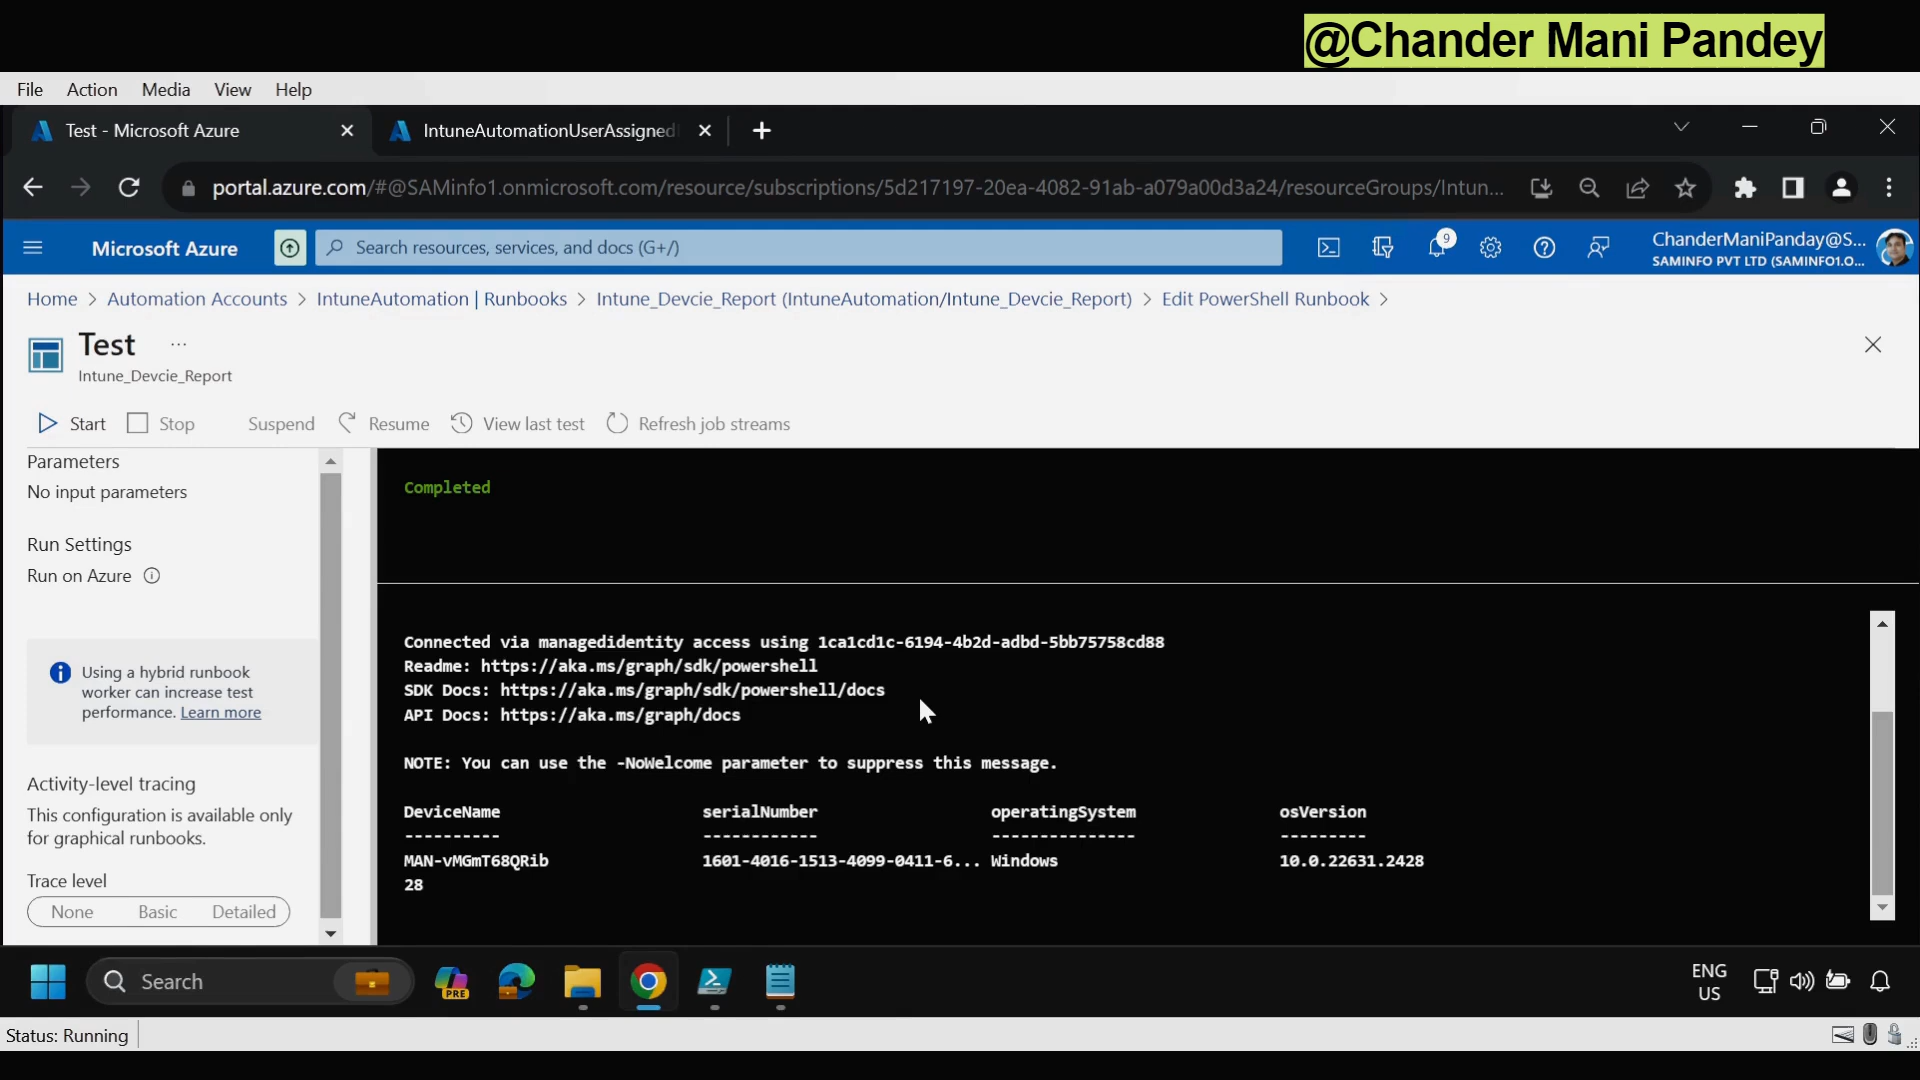 @Chander Mani Pandey
File Action Media View Help
Test - Microsoft Azure
IntuneAutomationUserAssigned
portal.azure.com/#@SAMinfo1.onmicrosoft.com/resource/subscriptions/5d217197-20ea-4082-91ab-a079a00d3a24/resourceGroups/Intun...
Microsoft Azure
Search resources, services, and docs (G+/)
9
ChanderManiPanday@S...
SAMINFO PVT LTD (SAMINFO1.O...
Home > Automation Accounts > IntuneAutomation | Runbooks > Intune_Devcie_Report (IntuneAutomation/Intune_Devcie_Report) > Edit PowerShell Runbook >
Test ...
Intune_Devcie_Report
Start Stop Suspend Resume View last test Refresh job streams
Parameters
No input parameters
Run Settings
Run on Azure
Using a hybrid runbook
worker can increase test
performance. Learn more
Activity-level tracing
This configuration is available only
for graphical runbooks.
Trace level
None Basic Detailed
Completed
Connected via managedidentity access using 1ca1cd1c-6194-4b2d-adbd-5bb75758cd88
Readme: https://aka.ms/graph/sdk/powershell
SDK Docs: https://aka.ms/graph/sdk/powershell/docs
API Docs: https://aka.ms/graph/docs
NOTE: You can use the -NoWelcome parameter to suppress this message.
DeviceName serialNumber operatingSystem osVersion
---------- ------------ --------------- ---------
MAN-vMGmT68QRib 1601-4016-1513-4099-0411-6... Windows 10.0.22631.2428
28
Search
PRE
ENG
US
Status: Running